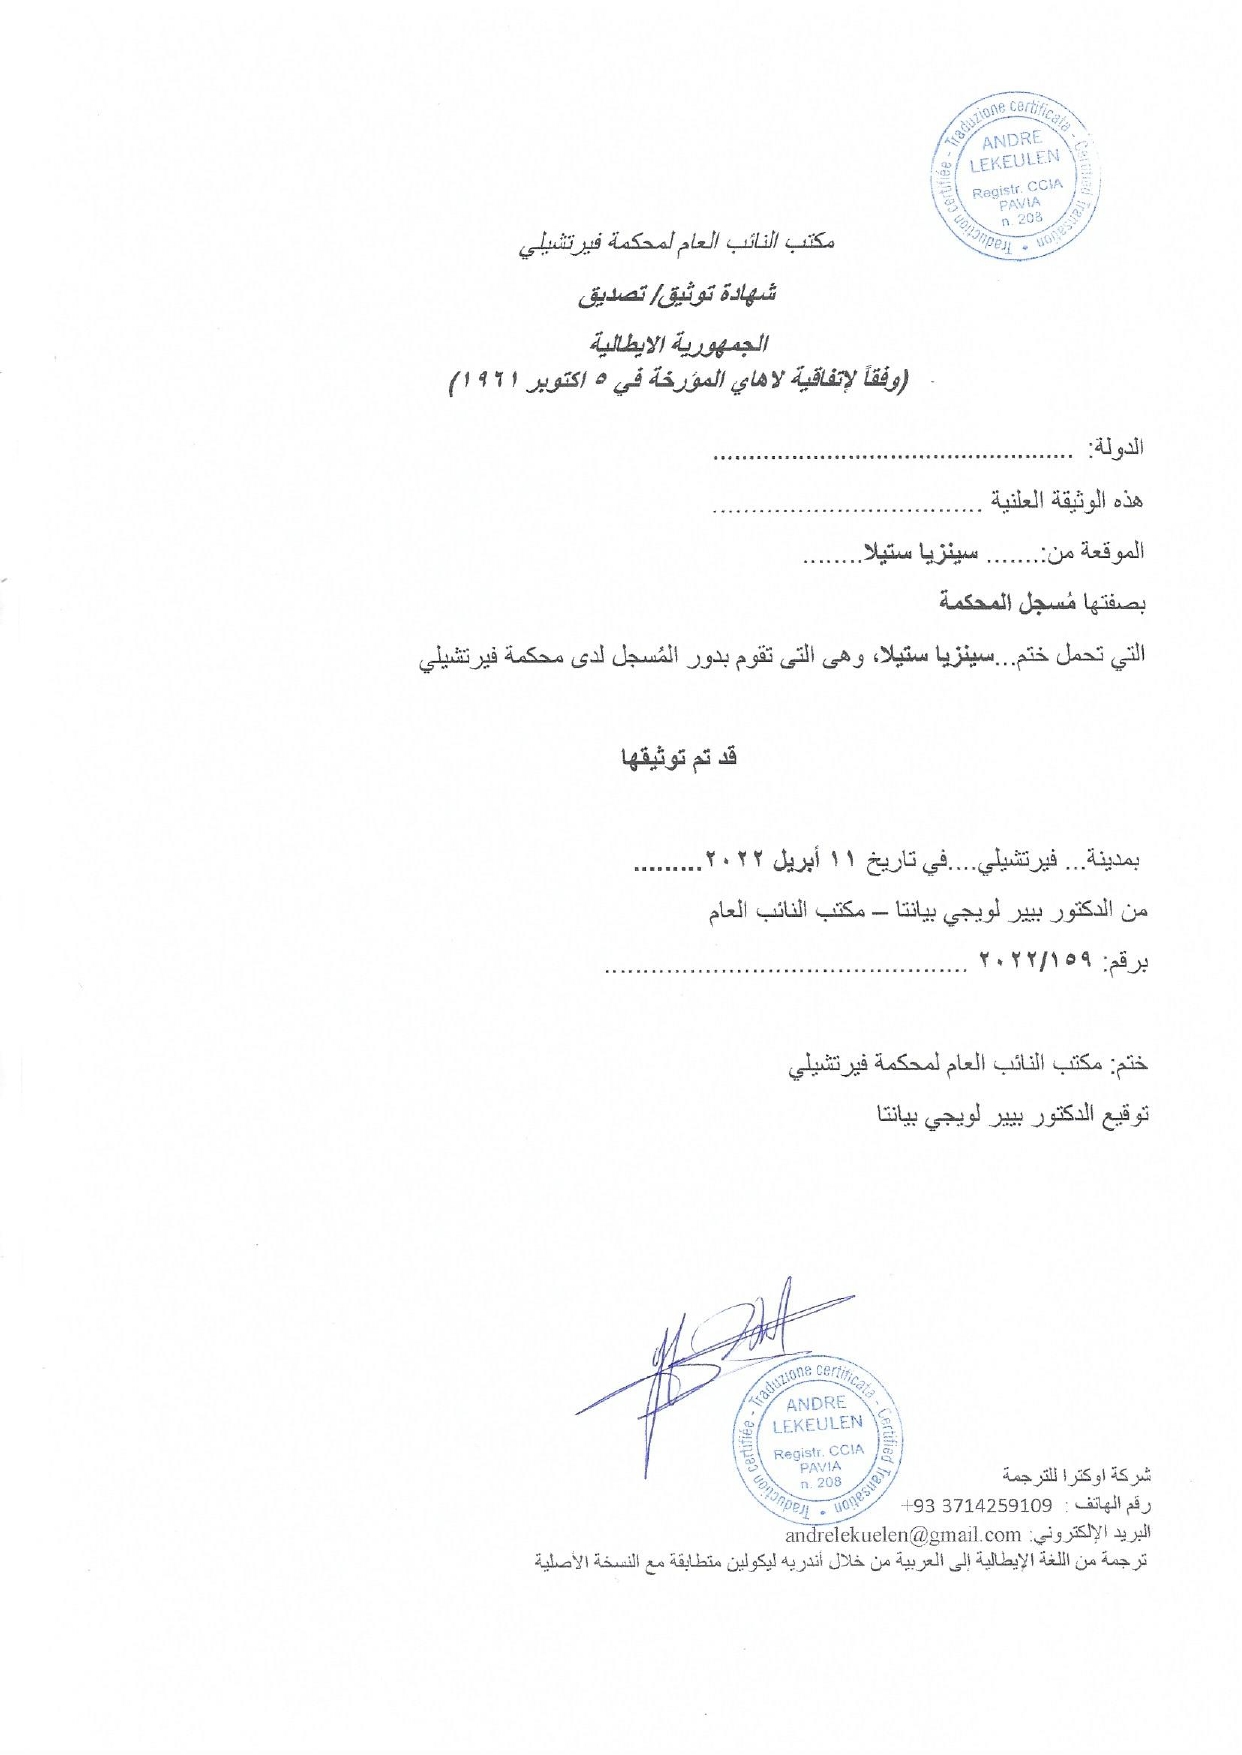 Traduzione certificata - Certified Transation • Traduction certifiée -
ANDRE
LEKEULEN
Registr. CCIA
PAVIA
n. 208
مكتب النائب العام لمحكمة فيرتشيلي
شهادة توثيق/ تصديق
الجمهورية الايطالية
(وفقاً لإتفاقية لاهاي المؤرخة في ٥ اكتوبر ١٩٦١)
الدولة: ................................................
هذه الوثيقة العلنية ...................................
الموقعة من:....... سينزيا ستيلا........
بصفتها مُسجل المحكمة
التي تحمل ختم...سينزيا ستيلا، وهى التى تقوم بدور المُسجل لدى محكمة فيرتشيلي
قد تم توثيقها
بمدينة... فيرتشيلي....في تاريخ ١١ أبريل ٢٠٢٢.........
من الدكتور بيير لويجي بيانتا – مكتب النائب العام
برقم: ٢٠٢٢/١٥٩ ...............................................
ختم: مكتب النائب العام لمحكمة فيرتشيلي
توقيع الدكتور بيير لويجي بيانتا
Traduzione certificata - Certified Transation • Traduction certifiée -
ANDRE
LEKEULEN
Registr. CCIA
PAVIA
n. 208
شركة اوكترا للترجمة
رقم الهاتف : +93 3714259109
البريد الإلكتروني: andrelekuelen@gmail.com
ترجمة من اللغة الإيطالية إلى العربية من خلال أندريه ليكولين متطابقة مع النسخة الأصلية